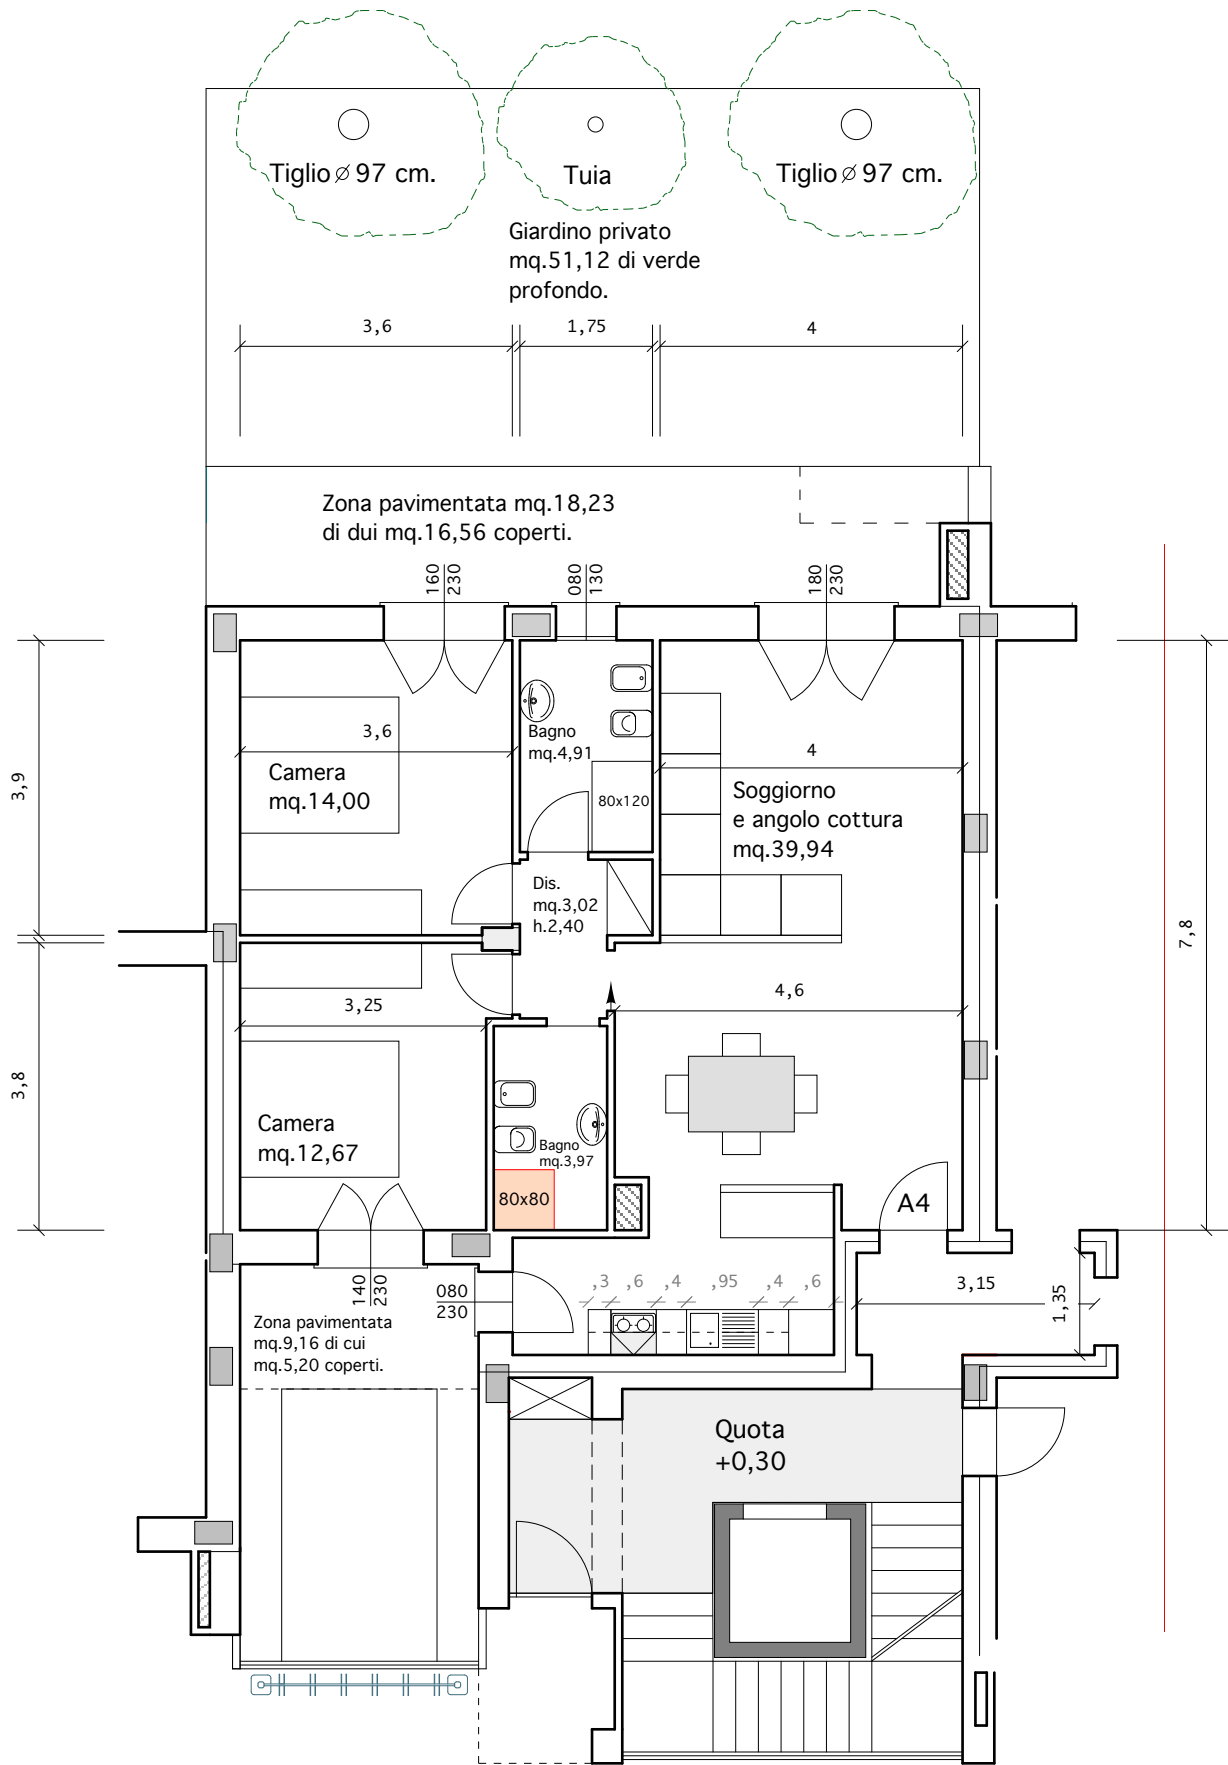 Tiglio ⌀ 97 cm.
Tuia
Tiglio ⌀ 97 cm.
Giardino privato
mq.51,12 di verde
profondo.
3,6
1,75
4
Zona pavimentata mq.18,23
di dui mq.16,56 coperti.
160
230
080
130
180
230
3,9
3,6
Camera
mq.14,00
Bagno
mq.4,91
80x120
4
Soggiorno
e angolo cottura
mq.39,94
Dis.
mq.3,02
h.2,40
7,8
3,25
4,6
3,8
Camera
mq.12,67
Bagno
mq.3,97
80x80
A4
140
230
080
230
,3
,6
,4
,95
,4
,6
3,15
1,35
Zona pavimentata
mq.9,16 di cui
mq.5,20 coperti.
Quota
+0,30